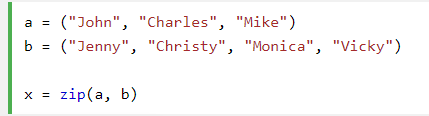 a = ("John", "Charles", "Mike")
b = ("Jenny", "Christy", "Monica", "Vicky")
x = zip(a, b)